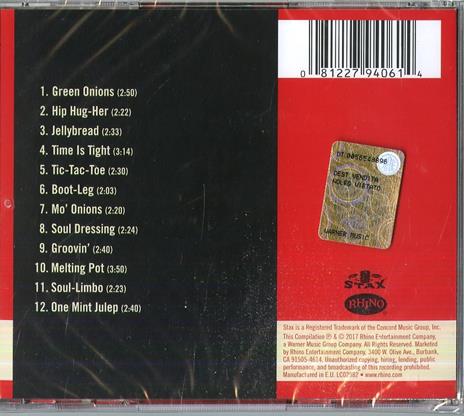 0 81227 94061 4
1. Green Onions (2:50)
2. Hip Hug-Her (2:22)
3. Jellybread (2:33)
4. Time Is Tight (3:14)
5. Tic-Tac-Toe (2:30)
6. Boot-Leg (2:03)
7. Mo' Onions (2:20)
8. Soul Dressing (2:24)
9. Groovin' (2:40)
10. Melting Pot (3:50)
11. Soul-Limbo (2:23)
12. One Mint Julep (2:40)
DEST. VENDITA
NOLEG VIETATO
WARNER MUSIC
STAX
RHINO
Stax is a Registered Trademark of the Concord Music Group, Inc.
This Compilation ℗ & © 2017 Rhino Entertainment Company,
a Warner Music Group Company. All Rights Reserved. Marketed
by Rhino Entertainment Company. 3400 W. Olive Ave., Burbank,
CA 91505-4614. Unauthorized copying, hiring, lending, public
performance, and broadcasting of this recording prohibited.
Manufactured in E.U. www.rhino.com